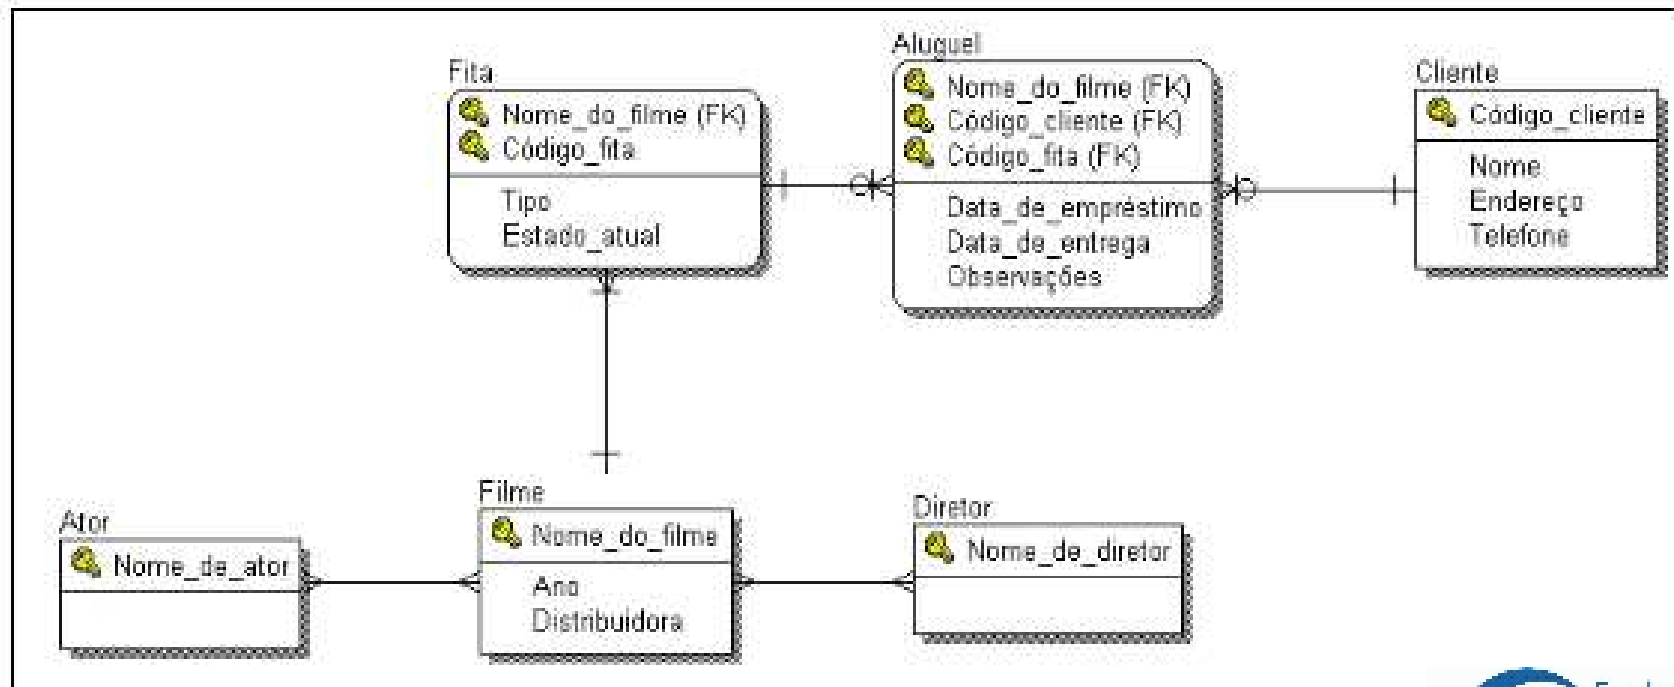 Fita
Nome_do_filme (FK)
Código_fita
Tipo
Estado_atual
Aluguel
Nome_do_filme (FK)
Código_cliente (FK)
Código_fita (FK)
Data_de_empréstimo
Data_de_entrega
Observações
Cliente
Código_cliente
Nome
Endereço
Telefone
Ator
Nome_de_ator
Filme
Nome_do_filme
Ano
Distribuidora
Diretor
Nome_de_diretor